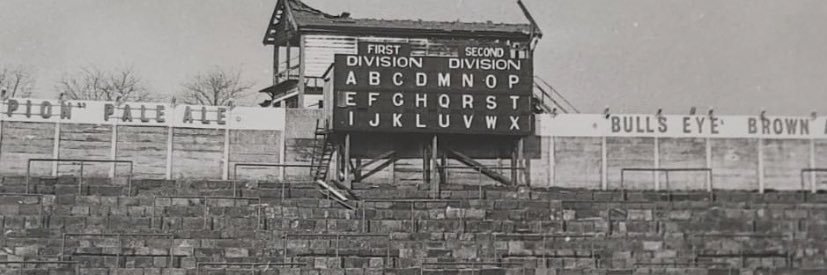 FIRST SECOND
DIVISION DIVISION
A B C D M N O P
E F G H Q R S T
I J K L U V W X
PION" PALE ALE
"BULL'S EYE BROWN" A